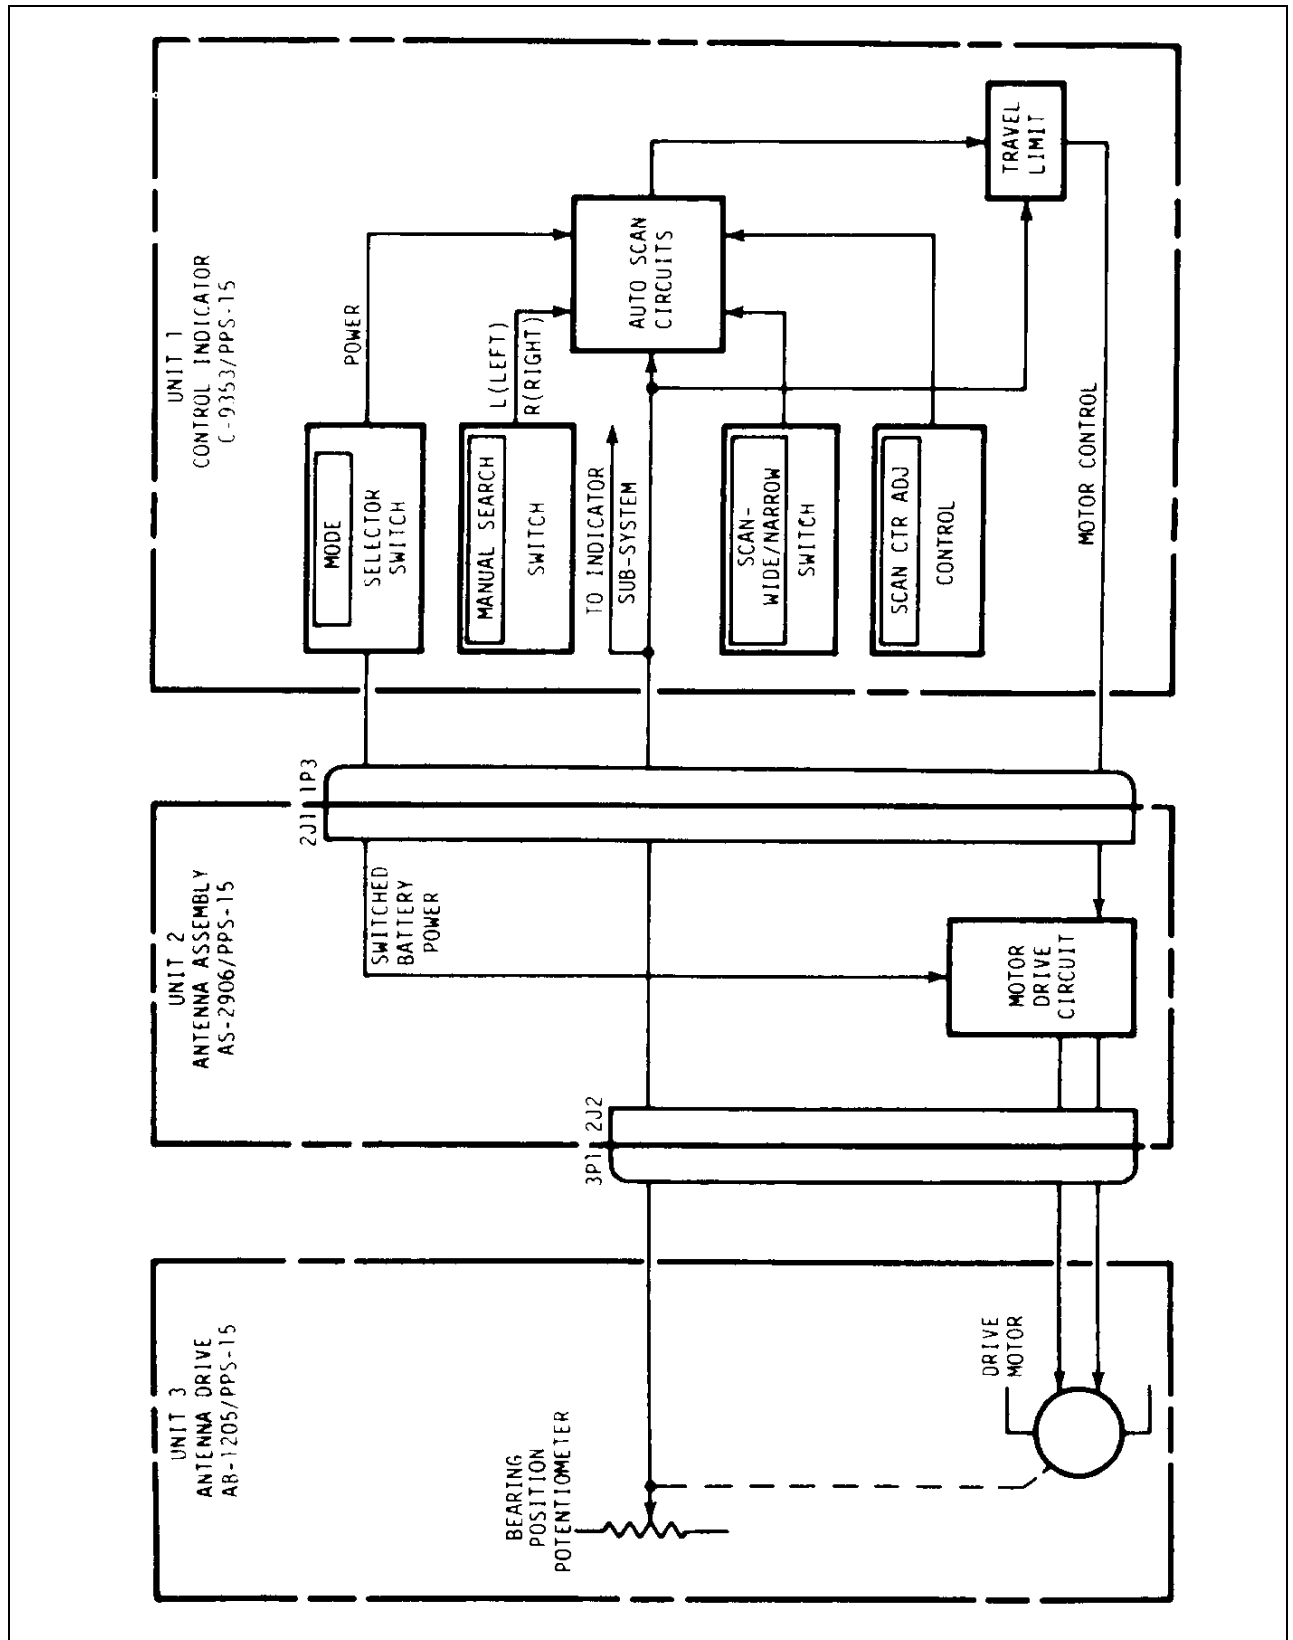 UNIT 3
ANTENNA DRIVE
AB-1205/PPS-15
BEARING
POSITION
POTENTIOMETER
DRIVE
MOTOR
3P1
2J2
UNIT 2
ANTENNA ASSEMBLY
AS-2906/PPS-15
SWITCHED
BATTERY
POWER
MOTOR
DRIVE
CIRCUIT
2J1
1P3
UNIT 1
CONTROL INDICATOR
C-9353/PPS-15
MODE
SELECTOR
SWITCH
POWER
MANUAL SEARCH
SWITCH
L(LEFT)
R(RIGHT)
TO INDICATOR
SUB-SYSTEM
SCAN-
WIDE/NARROW
SWITCH
SCAN CTR ADJ
CONTROL
AUTO SCAN
CIRCUITS
TRAVEL
LIMIT
MOTOR CONTROL